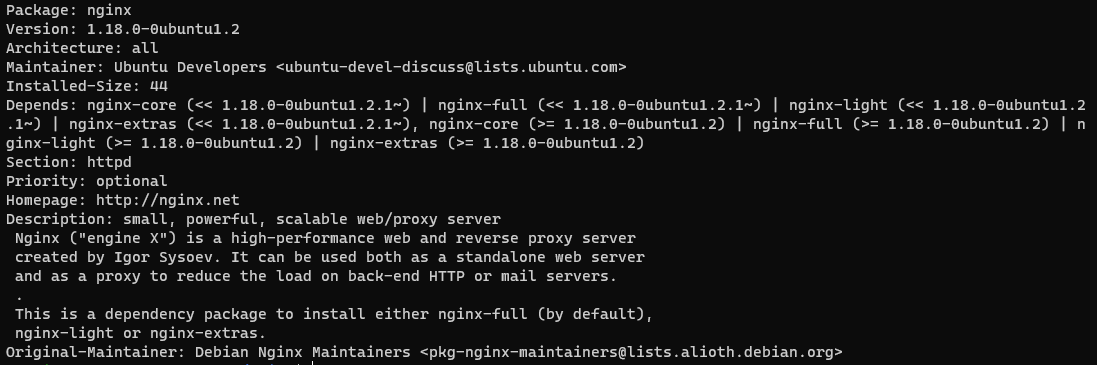 Package: nginx
Version: 1.18.0-0ubuntu1.2
Architecture: all
Maintainer: Ubuntu Developers <ubuntu-devel-discuss@lists.ubuntu.com>
Installed-Size: 44
Depends: nginx-core (<< 1.18.0-0ubuntu1.2.1~) | nginx-full (<< 1.18.0-0ubuntu1.2.1~) | nginx-light (<< 1.18.0-0ubuntu1.2
.1~) | nginx-extras (<< 1.18.0-0ubuntu1.2.1~), nginx-core (>= 1.18.0-0ubuntu1.2) | nginx-full (>= 1.18.0-0ubuntu1.2) | n
ginx-light (>= 1.18.0-0ubuntu1.2) | nginx-extras (>= 1.18.0-0ubuntu1.2)
Section: httpd
Priority: optional
Homepage: http://nginx.net
Description: small, powerful, scalable web/proxy server
 Nginx ("engine X") is a high-performance web and reverse proxy server
 created by Igor Sysoev. It can be used both as a standalone web server
 and as a proxy to reduce the load on back-end HTTP or mail servers.
 .
 This is a dependency package to install either nginx-full (by default),
 nginx-light or nginx-extras.
Original-Maintainer: Debian Nginx Maintainers <pkg-nginx-maintainers@lists.alioth.debian.org>